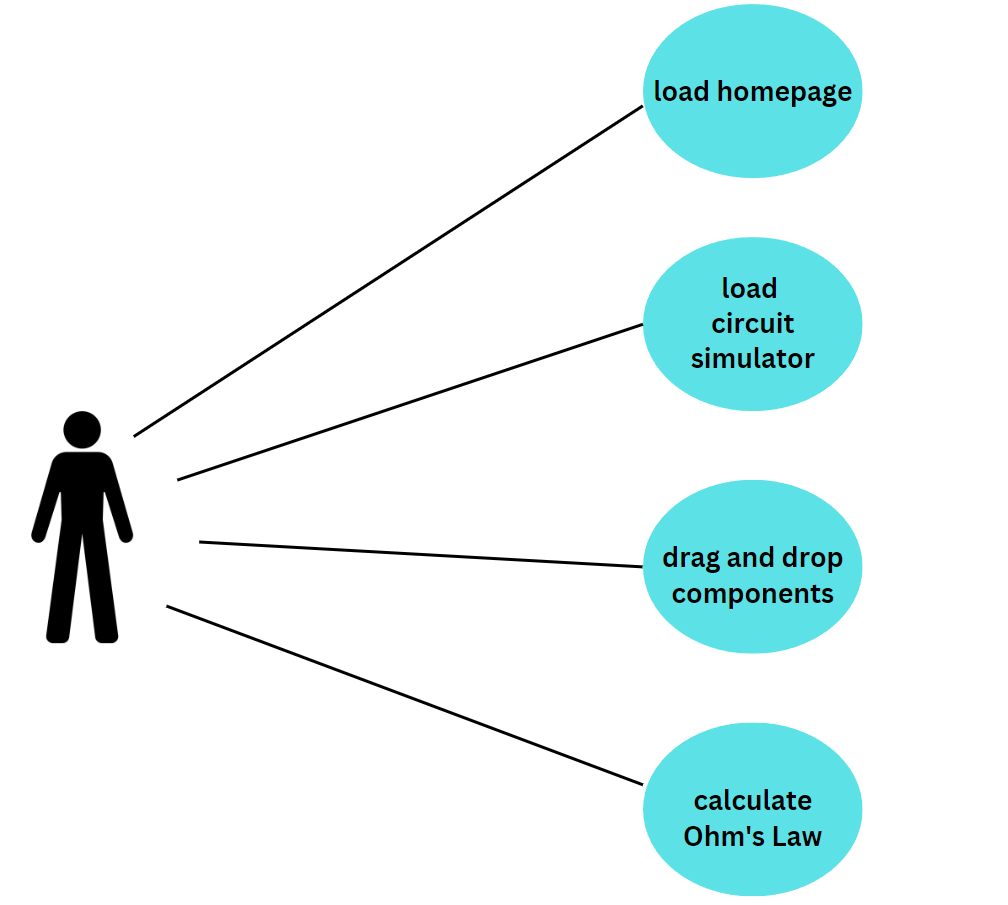 load homepage
load
circuit
simulator
drag and drop
components
calculate
Ohm's Law